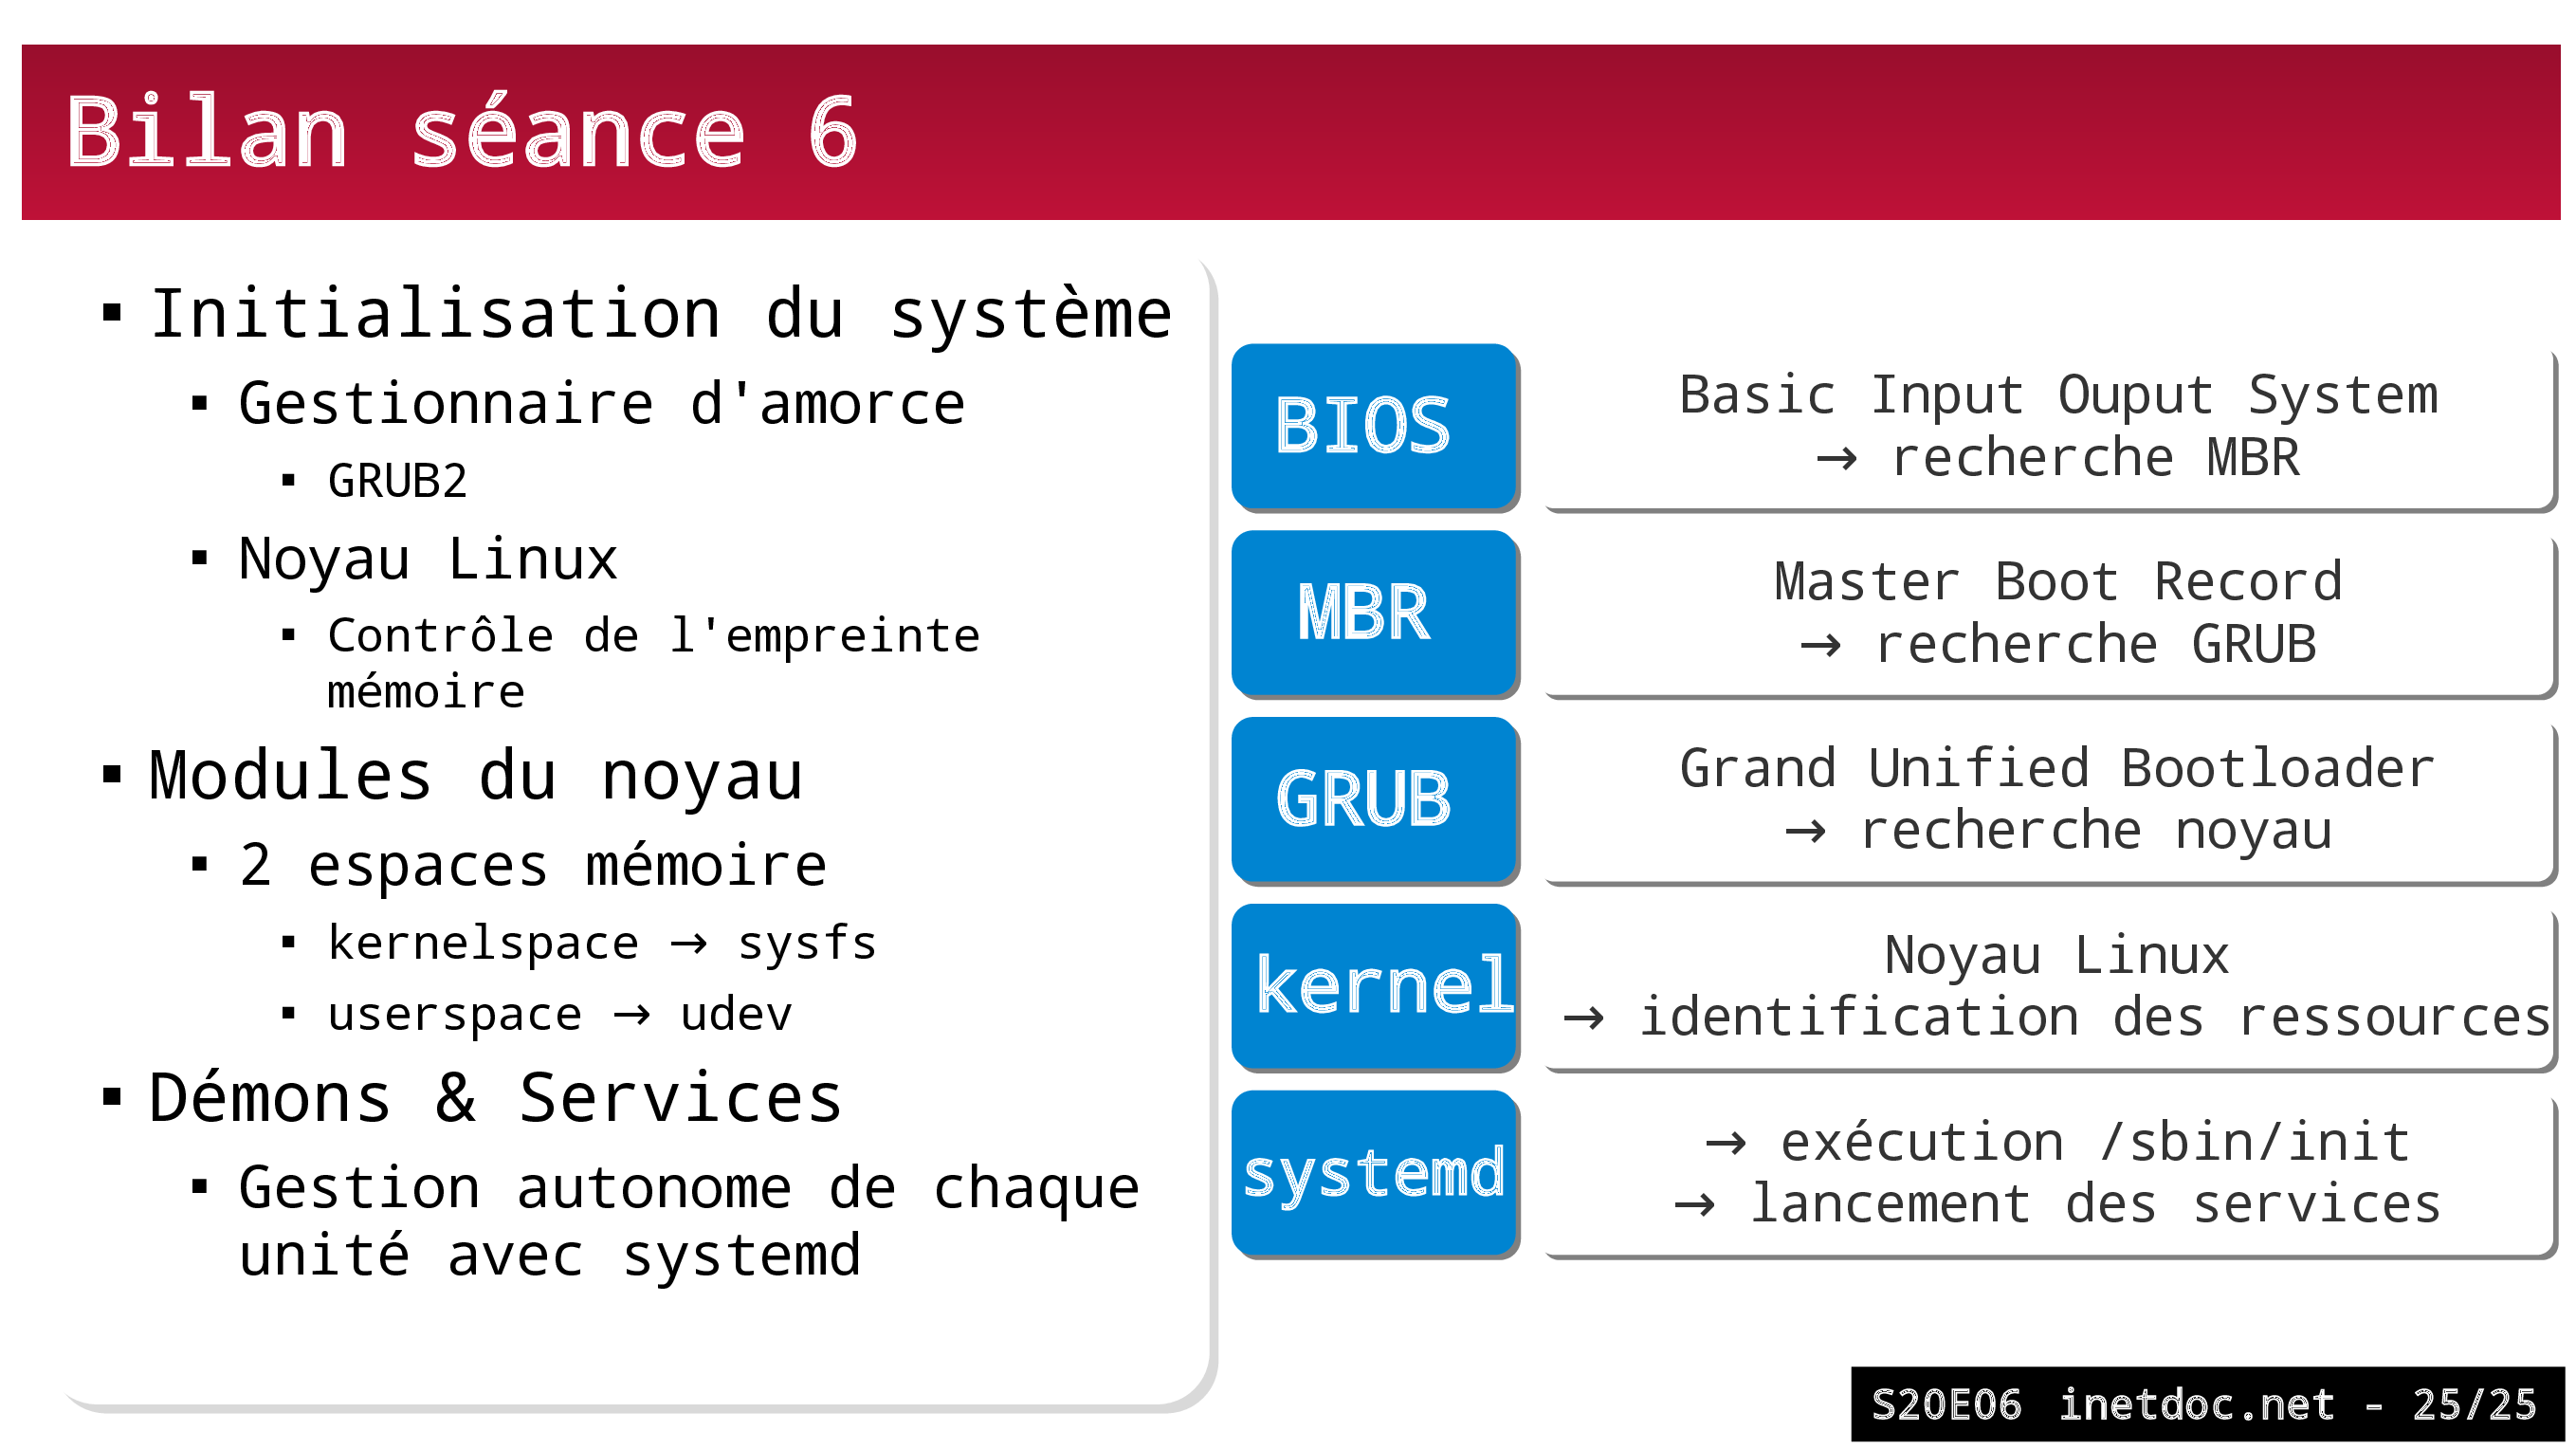 Bilan séance 6
▪ Initialisation du système
▪ Gestionnaire d'amorce
▪ GRUB2
▪ Noyau Linux
▪ Contrôle de l'empreinte
mémoire
▪ Modules du noyau
▪ 2 espaces mémoire
▪ kernelspace → sysfs
▪ userspace → udev
▪ Démons & Services
▪ Gestion autonome de chaque
unité avec systemd
BIOS
Basic Input Ouput System
→ recherche MBR
MBR
Master Boot Record
→ recherche GRUB
GRUB
Grand Unified Bootloader
→ recherche noyau
kernel
Noyau Linux
→ identification des ressources
systemd
→ exécution /sbin/init
→ lancement des services
S20E06 inetdoc.net - 25/25